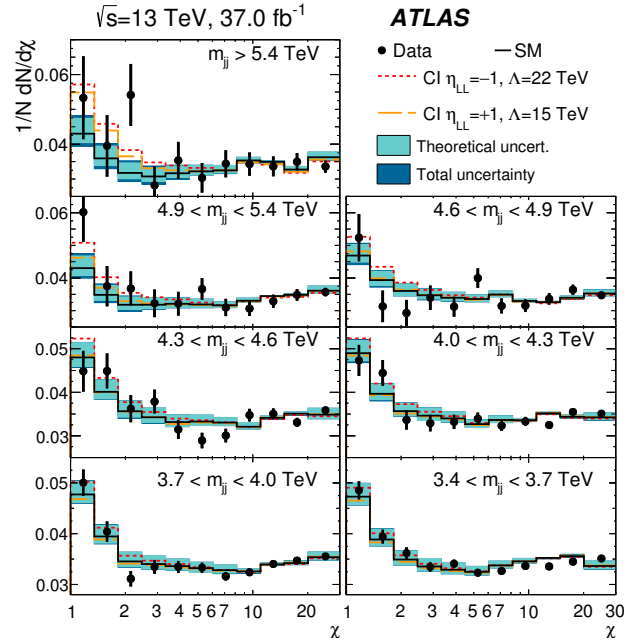 √s=13 TeV, 37.0 fb⁻¹
ATLAS
1/N dN/dχ
m_jj > 5.4 TeV
0.06
0.04
Data
SM
CI η_LL=−1, Λ=22 TeV
CI η_LL=+1, Λ=15 TeV
Theoretical uncert.
Total uncertainty
4.9 < m_jj < 5.4 TeV
0.06
0.04
4.6 < m_jj < 4.9 TeV
4.3 < m_jj < 4.6 TeV
0.05
0.04
0.03
4.0 < m_jj < 4.3 TeV
3.7 < m_jj < 4.0 TeV
0.05
0.04
0.03
3.4 < m_jj < 3.7 TeV
1 2 3 4 5 6 7 10 20
χ
1 2 3 4 5 6 7 10 20 30
χ